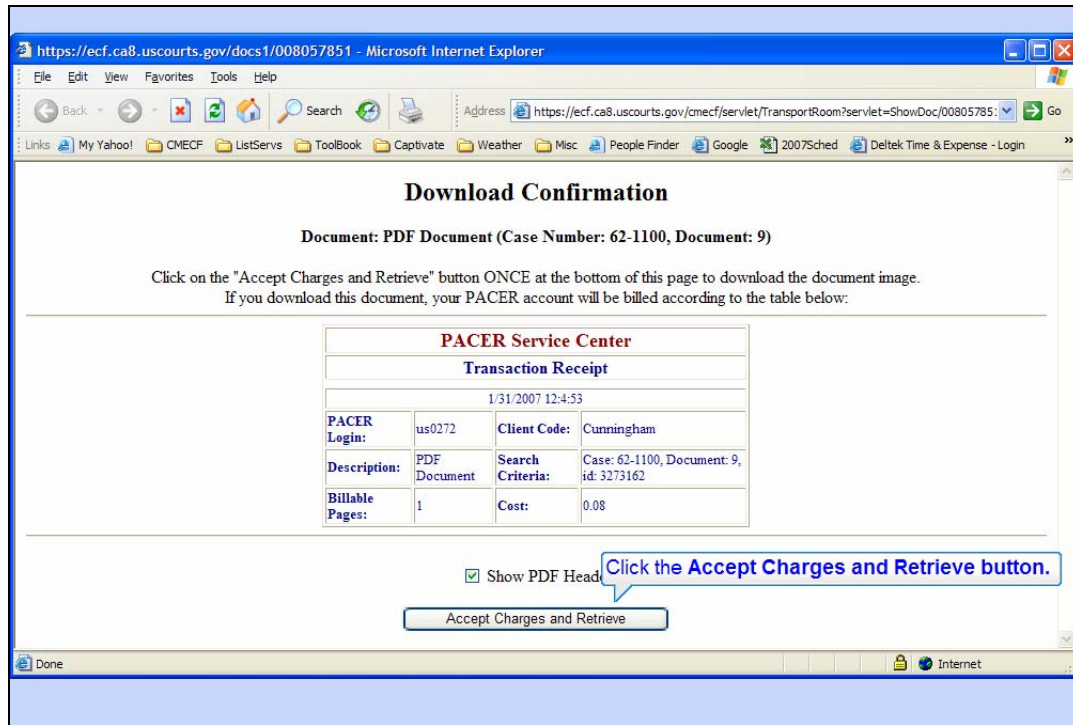 https://ecf.ca8.uscourts.gov/docs1/008057851 - Microsoft Internet Explorer
File Edit View Favorites Tools Help
Back Search Address https://ecf.ca8.uscourts.gov/cmecf/servlet/TransportRoom?servlet=ShowDoc/00805785 Go
Links My Yahoo! CMECF ListServs ToolBook Captivate Weather Misc People Finder Google 2007Sched Deltek Time & Expense - Login »
Download Confirmation
Document: PDF Document (Case Number: 62-1100, Document: 9)
Click on the "Accept Charges and Retrieve" button ONCE at the bottom of this page to download the document image.
If you download this document, your PACER account will be billed according to the table below:
PACER Service Center
Transaction Receipt
1/31/2007 12:4:53
PACER
Login: us0272 Client Code: Cunningham
Description: PDF
Document Search
Criteria: Case: 62-1100, Document: 9,
id: 3273162
Billable
Pages: 1 Cost: 0.08
Show PDF Head
Click the Accept Charges and Retrieve button.
Accept Charges and Retrieve
Done Internet